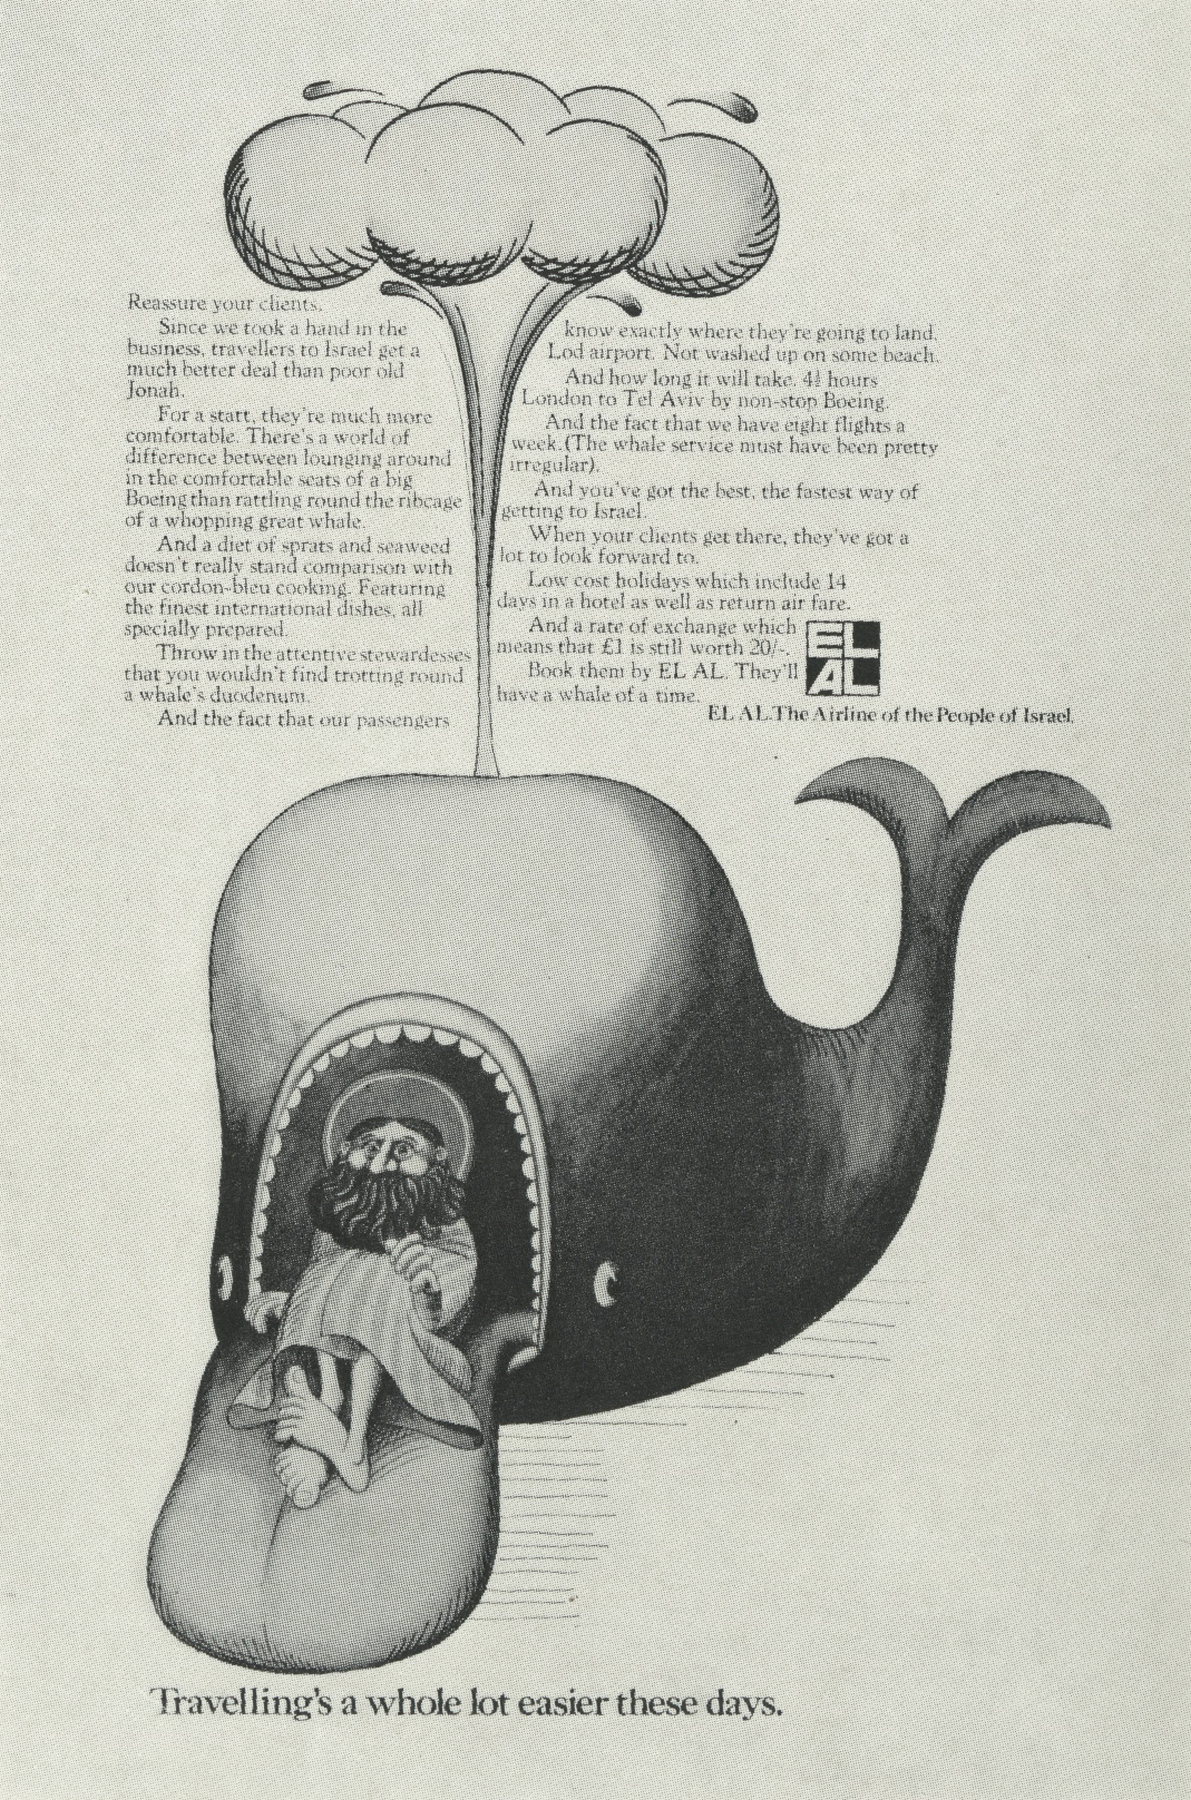 Reassure your clients.
Since we took a hand in the
business, travellers to Israel get a
much better deal than poor old
Jonah.
For a start, they're much more
comfortable. There's a world of
difference between lounging around
in the comfortable seats of a big
Boeing than rattling round the ribcage
of a whopping great whale.
And a diet of sprats and seaweed
doesn't really stand comparison with
our cordon-bleu cooking. Featuring
the finest international dishes, all
specially prepared.
Throw in the attentive stewardesses
that you wouldn't find trotting round
a whale's duodenum.
And the fact that our passengers
know exactly where they're going to land.
Lod airport. Not washed up on some beach.
And how long it will take. 4½ hours
London to Tel Aviv by non-stop Boeing.
And the fact that we have eight flights a
week.(The whale service must have been pretty
irregular).
And you've got the best, the fastest way of
getting to Israel.
When your clients get there, they've got a
lot to look forward to.
Low cost holidays which include 14
days in a hotel as well as return air fare.
And a rate of exchange which
means that £1 is still worth 20/-.
Book them by EL AL. They'll
have a whale of a time.
EL
AL
EL AL.The Airline of the People of Israel.
Travelling's a whole lot easier these days.